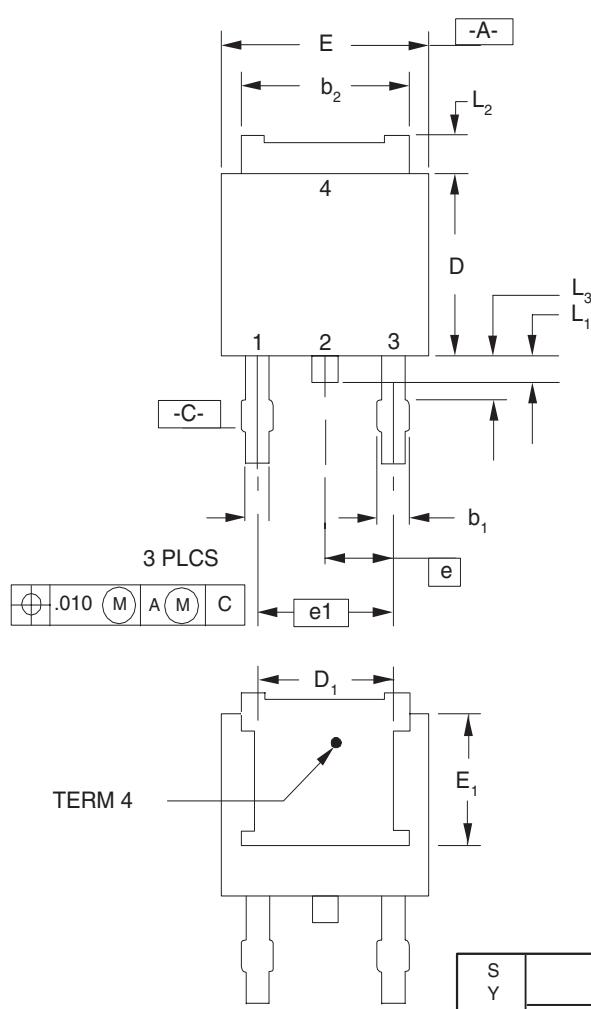 -A-
E
b₂
L₂
4
D
L₃
L₁
1 2 3
-C-
b₁
3 PLCS
e
.010 Ⓜ A Ⓜ C
e1
D₁
E₁
TERM 4
S
Y